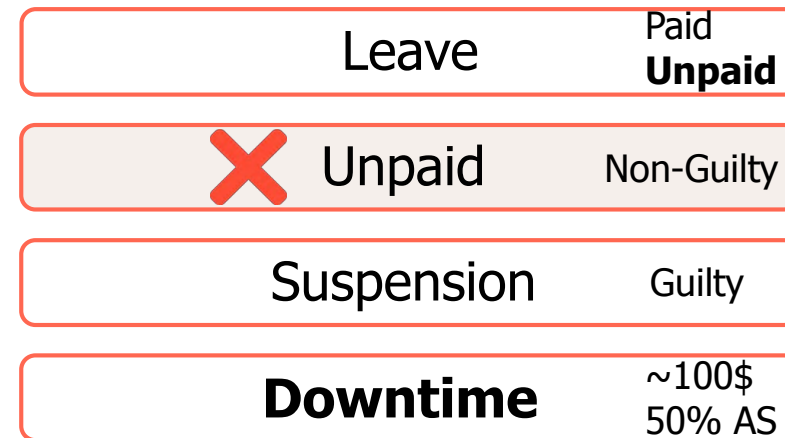 Leave
Paid
Unpaid
Unpaid
Non-Guilty
Suspension
Guilty
Downtime
~100$
50% AS